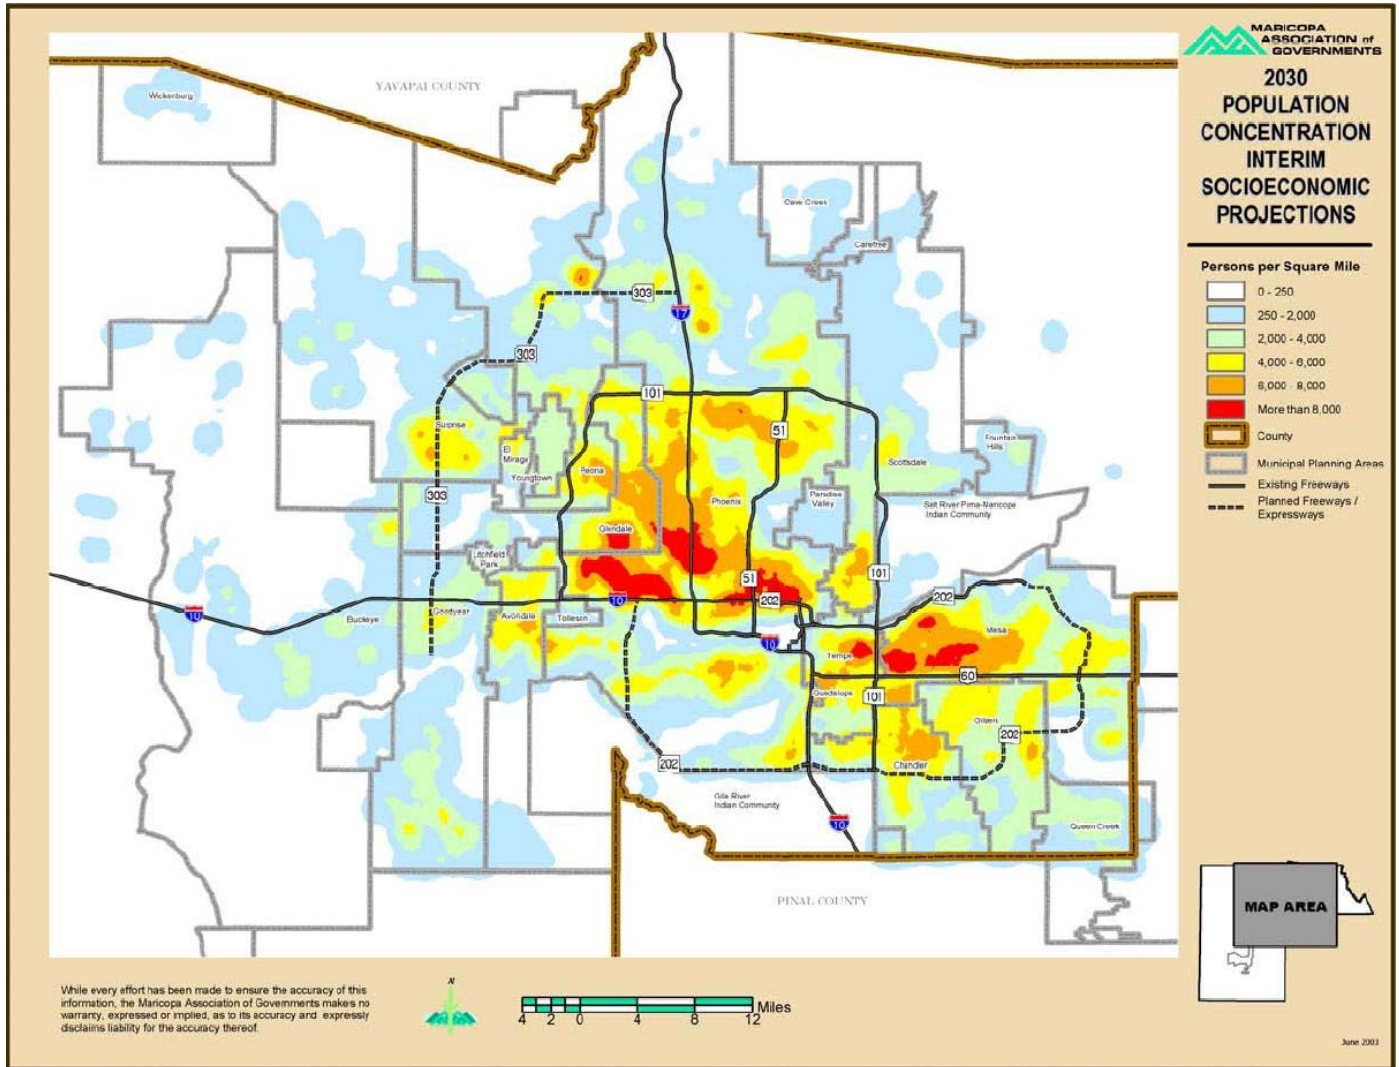 MARICOPA
ASSOCIATION of
GOVERNMENTS
2030
POPULATION
CONCENTRATION
INTERIM
SOCIOECONOMIC
PROJECTIONS
Persons per Square Mile
0 - 250
250 - 2,000
2,000 - 4,000
4,000 - 6,000
6,000 - 8,000
More than 8,000
County
Municipal Planning Areas
Existing Freeways
Planned Freeways /
Expressways
MAP AREA
June 2003
YAVAPAI COUNTY
Wickenburg
Cave Creek
Carefree
303
17
303
101
51
Surprise
El
Mirage
Youngtown
Peoria
Fountain
Hills
Scottsdale
303
Phoenix
Paradise
Valley
Salt River Pima-Maricopa
Indian Community
Glendale
Litchfield
Park
101
51
202
10
202
10
Buckeye
Goodyear
Avondale
Tolleson
10
Tempe
Mesa
60
Guadalupe
101
Gilbert
202
202
Chandler
Gila River
Indian Community
10
Queen Creek
PINAL COUNTY
While every effort has been made to ensure the accuracy of this
information, the Maricopa Association of Governments makes no
warranty, expressed or implied, as to its accuracy and expressly
disclaims liability for the accuracy thereof.
N
Miles
4 2 0 4 8 12